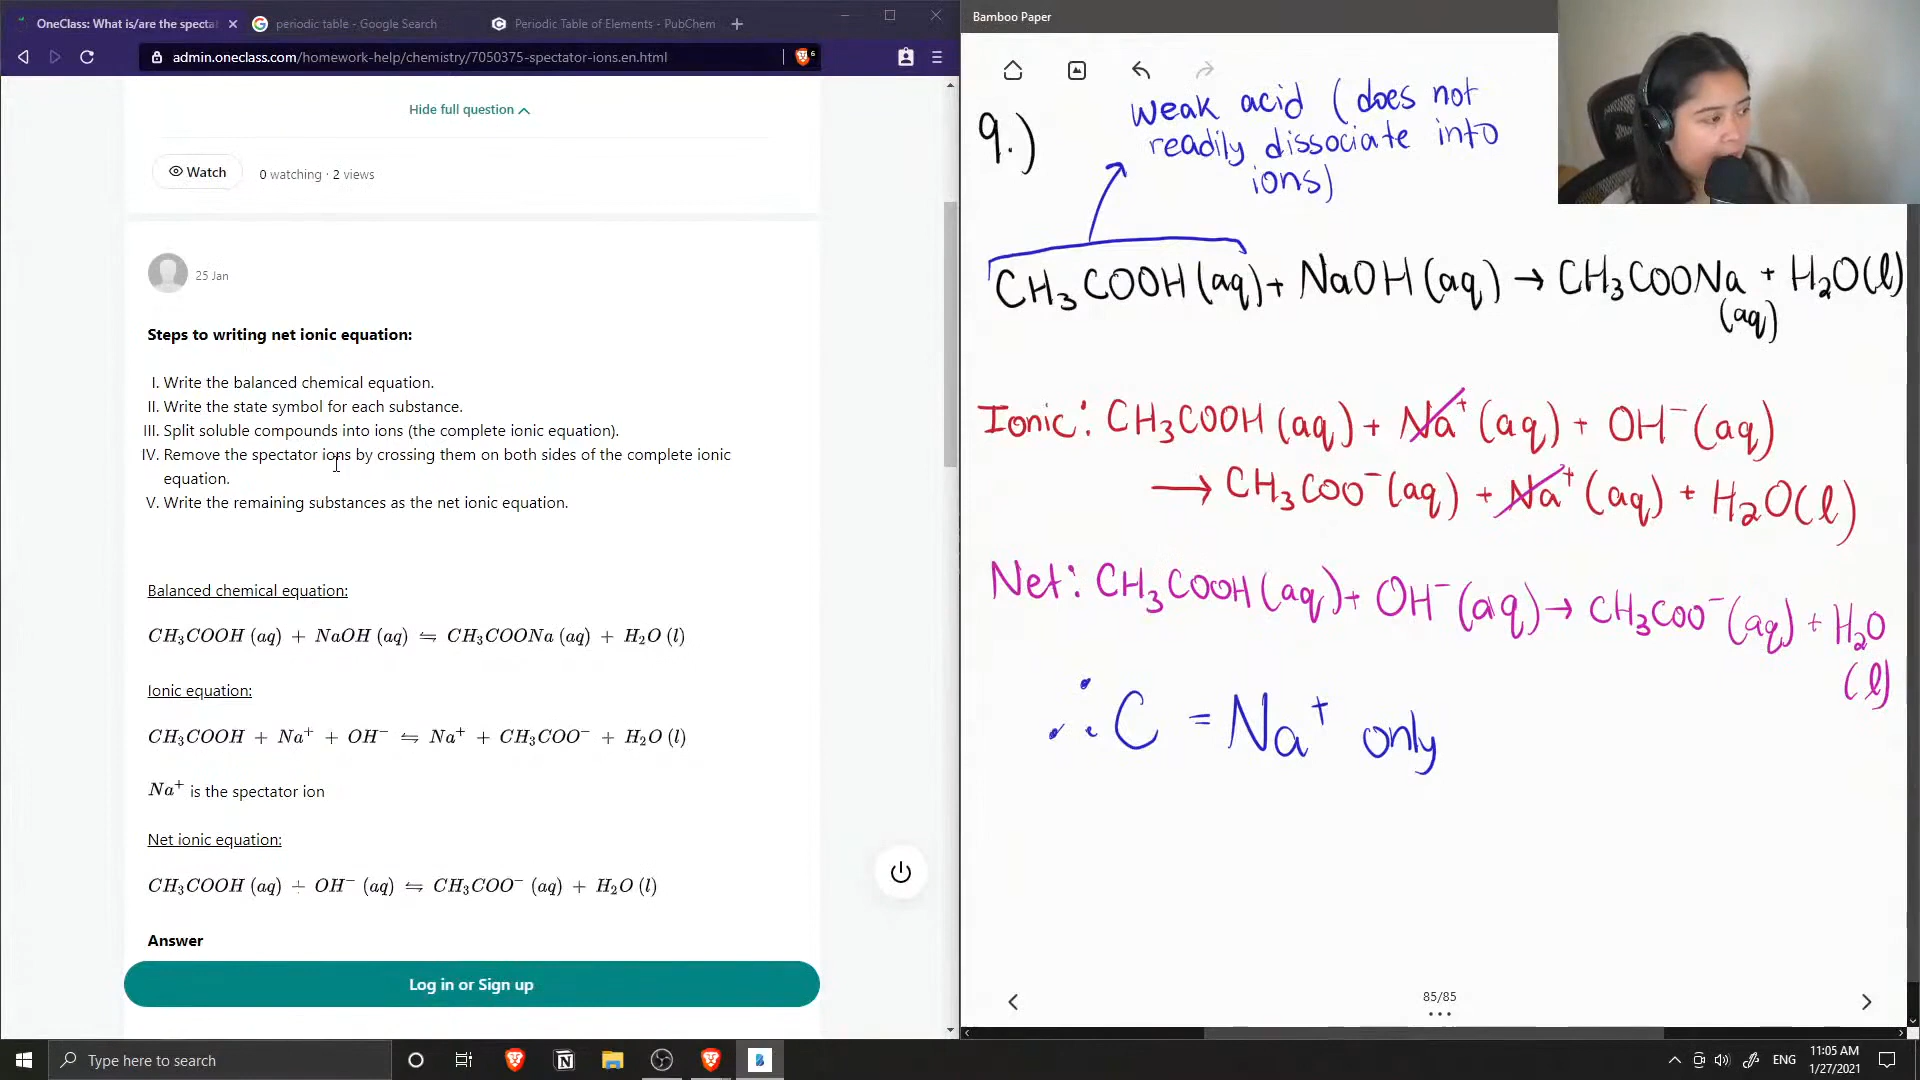 OneClass: What is/are the specta
periodic table - Google Search
Periodic Table of Elements - PubChem
admin.oneclass.com/homework-help/chemistry/7050375-spectator-ions.en.html
6
Hide full question
Watch
0 watching · 2 views
25 Jan
Steps to writing net ionic equation:
I. Write the balanced chemical equation.
II. Write the state symbol for each substance.
III. Split soluble compounds into ions (the complete ionic equation).
IV. Remove the spectator ions by crossing them on both sides of the complete ionic
equation.
V. Write the remaining substances as the net ionic equation.
Balanced chemical equation:
CH₃COOH (aq) + NaOH (aq) ⇋ CH₃COONa (aq) + H₂O (l)
Ionic equation:
CH₃COOH + Na⁺ + OH⁻ ⇋ Na⁺ + CH₃COO⁻ + H₂O (l)
Na⁺ is the spectator ion
Net ionic equation:
CH₃COOH (aq) + OH⁻ (aq) ⇋ CH₃COO⁻ (aq) + H₂O (l)
Answer
Log in or Sign up
Bamboo Paper
9.)
weak acid (does not
readily dissociate into
ions)
CH₃COOH (aq) + NaOH (aq) → CH₃COONa + H₂O(l)
(aq)
Ionic: CH₃COOH (aq) + Na⁺ (aq) + OH⁻ (aq)
→ CH₃COO⁻ (aq) + Na⁺ (aq) + H₂O(l)
Net: CH₃COOH (aq) + OH⁻ (aq) → CH₃COO⁻ (aq) + H₂O
(l)
∴ C = Na⁺ only
85/85
Type here to search
ENG
11:05 AM
1/27/2021